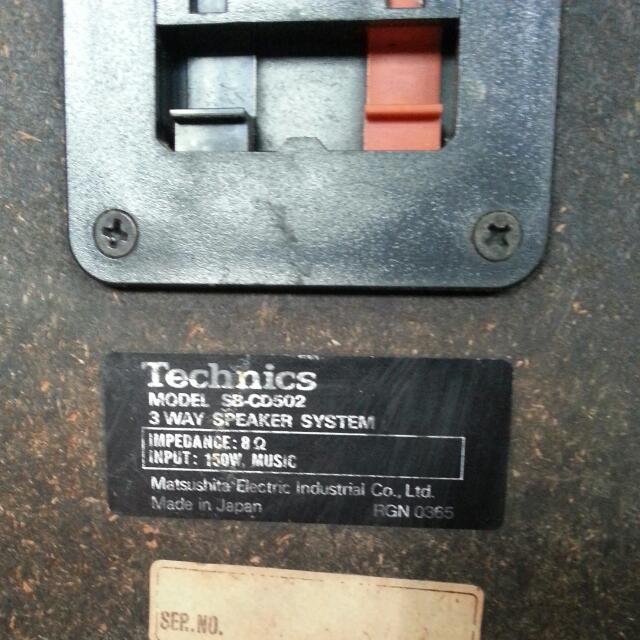 Technics
MODEL SB-CD502
3 WAY SPEAKER SYSTEM
IMPEDANCE: 8 Ω
INPUT: 150W. MUSIC
Matsushita Electric Industrial Co., Ltd.
Made in Japan RGN 0365
SER.NO.